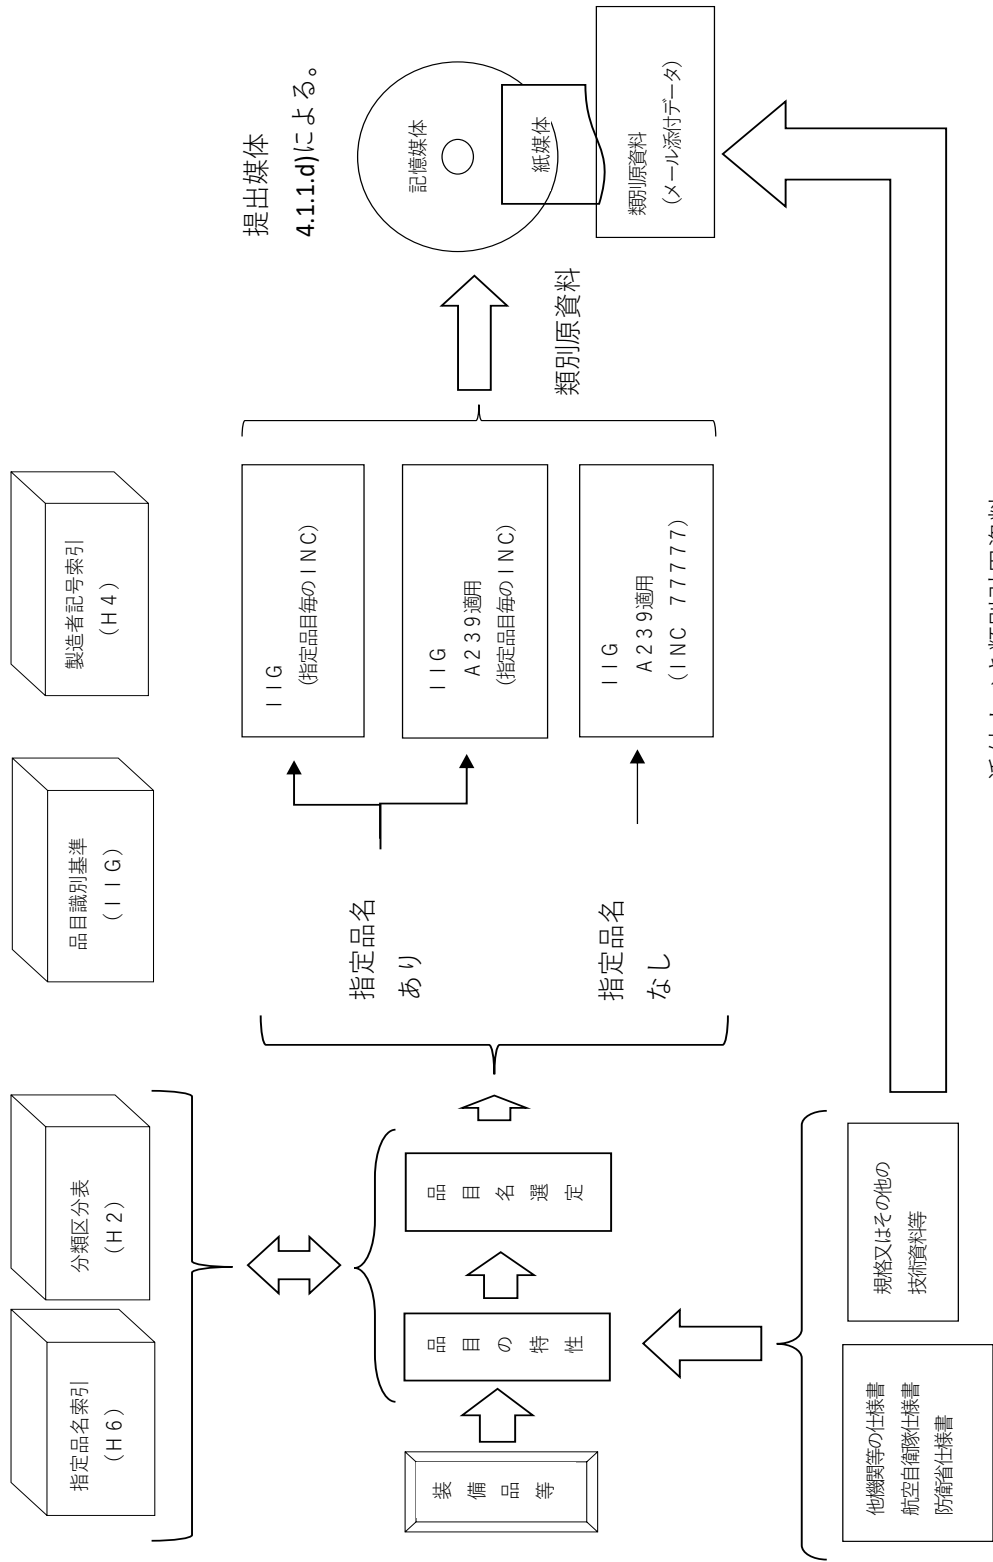 指定品名索引
(H6)
分類区分表
(H2)
品目識別基準
(IIG)
製造者記号索引
(H4)
提出媒体
4.1.1.d)による。
装備品等
品目の特性
品目名選定
指定品名
あり
指定品名
なし
IIG
(指定品目毎のINC)
IIG
A239適用
(指定品目毎のINC)
IIG
A239適用
(INC 77777)
類別原資料
記憶媒体
紙媒体
類別原資料
(メール添付データ)
他機関等の仕様書
航空自衛隊仕様書
防衛省仕様書
規格又はその他の
技術資料等